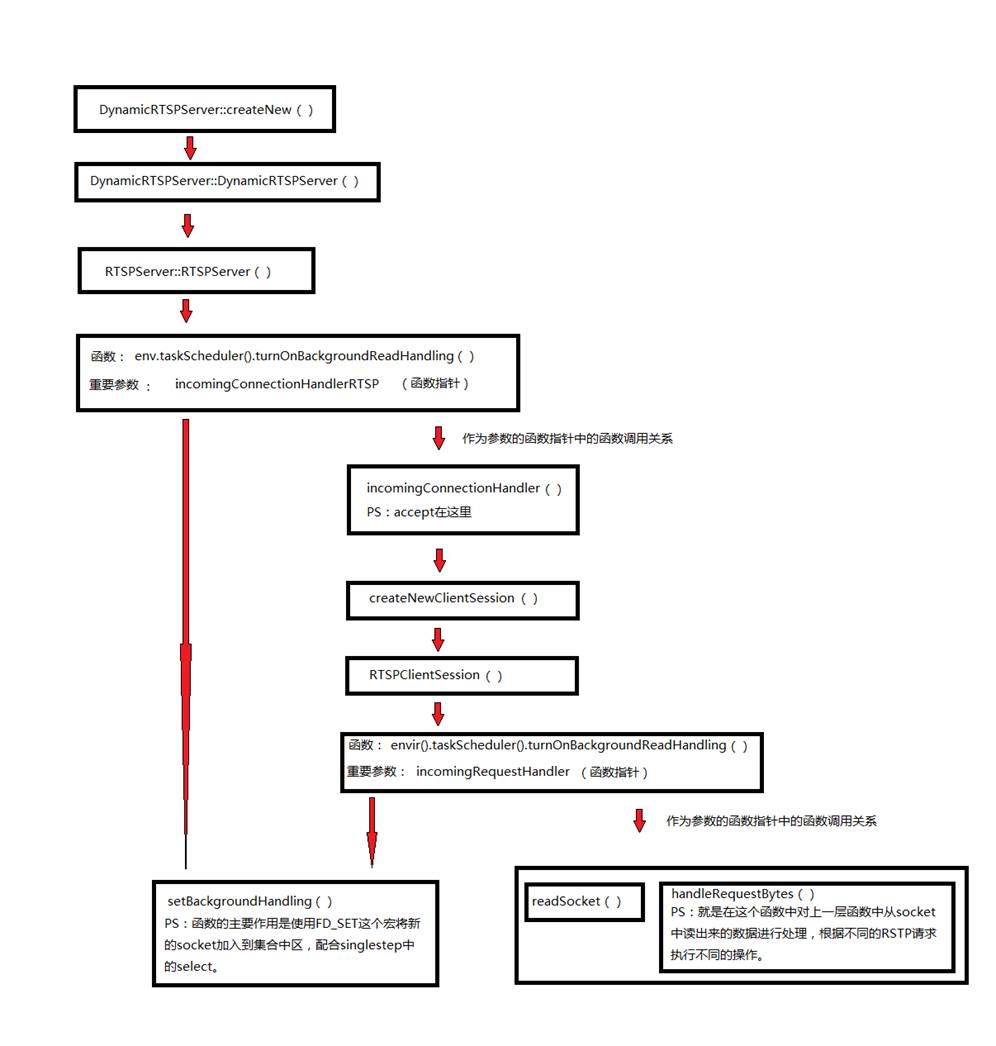 DynamicRTSPServer::createNew（ ）
DynamicRTSPServer::DynamicRTSPServer（ ）
RTSPServer::RTSPServer（ ）
函数： env.taskScheduler().turnOnBackgroundReadHandling（ ）
重要参数 ： incomingConnectionHandlerRTSP （函数指针）
作为参数的函数指针中的函数调用关系
incomingConnectionHandler（ ）
PS：accept在这里
createNewClientSession （ ）
RTSPClientSession（ ）
函数： envir().taskScheduler().turnOnBackgroundReadHandling（ ）
重要参数： incomingRequestHandler （函数指针）
作为参数的函数指针中的函数调用关系
setBackgroundHandling（ ）
PS：函数的主要作用是使用FD_SET这个宏将新
的socket加入到集合中区，配合singlestep中
的select。
readSocket（ ）
handleRequestBytes（ ）
PS：就是在这个函数中对上一层函数中从socket
中读出来的数据进行处理，根据不同的RSTP请求
执行不同的操作。